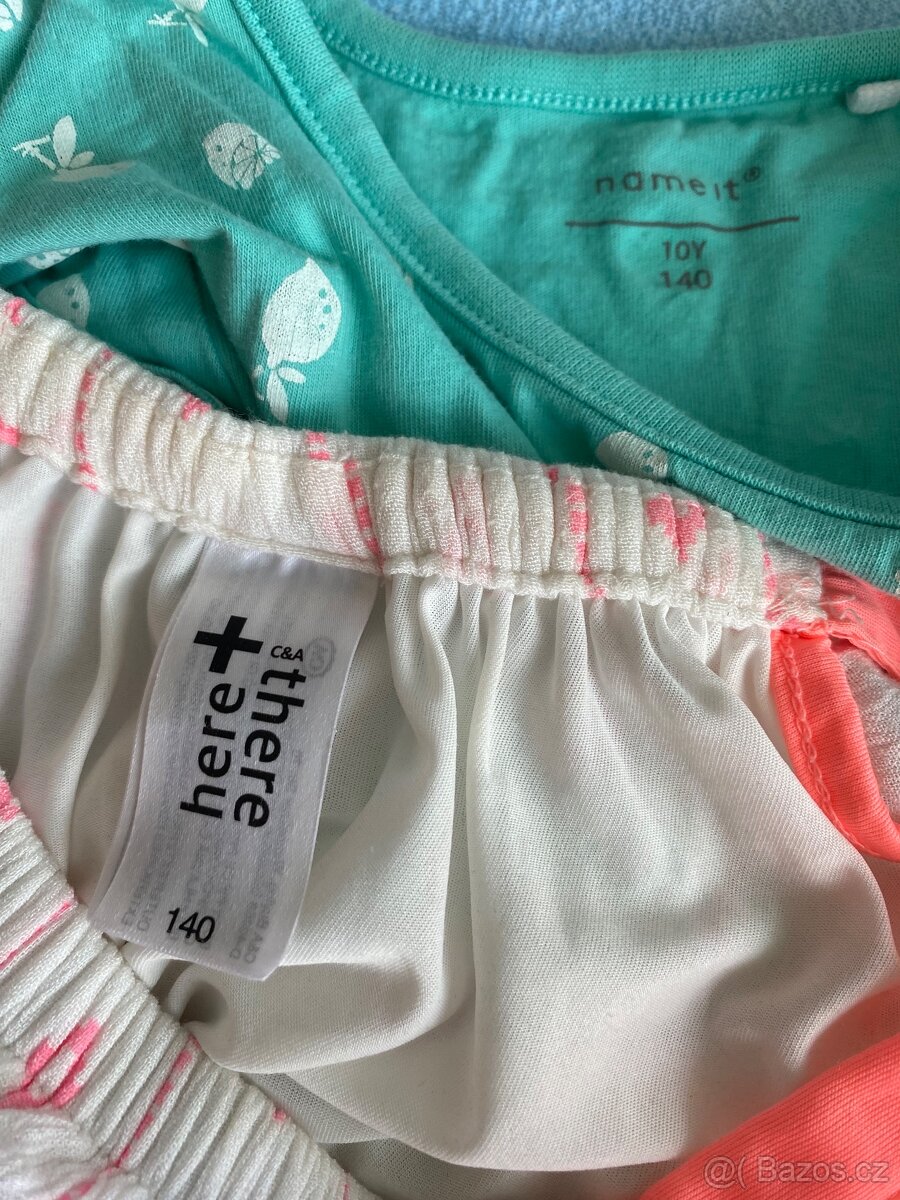 name it®
10Y
140
here+there
C&A
140
@( Bazos.cz